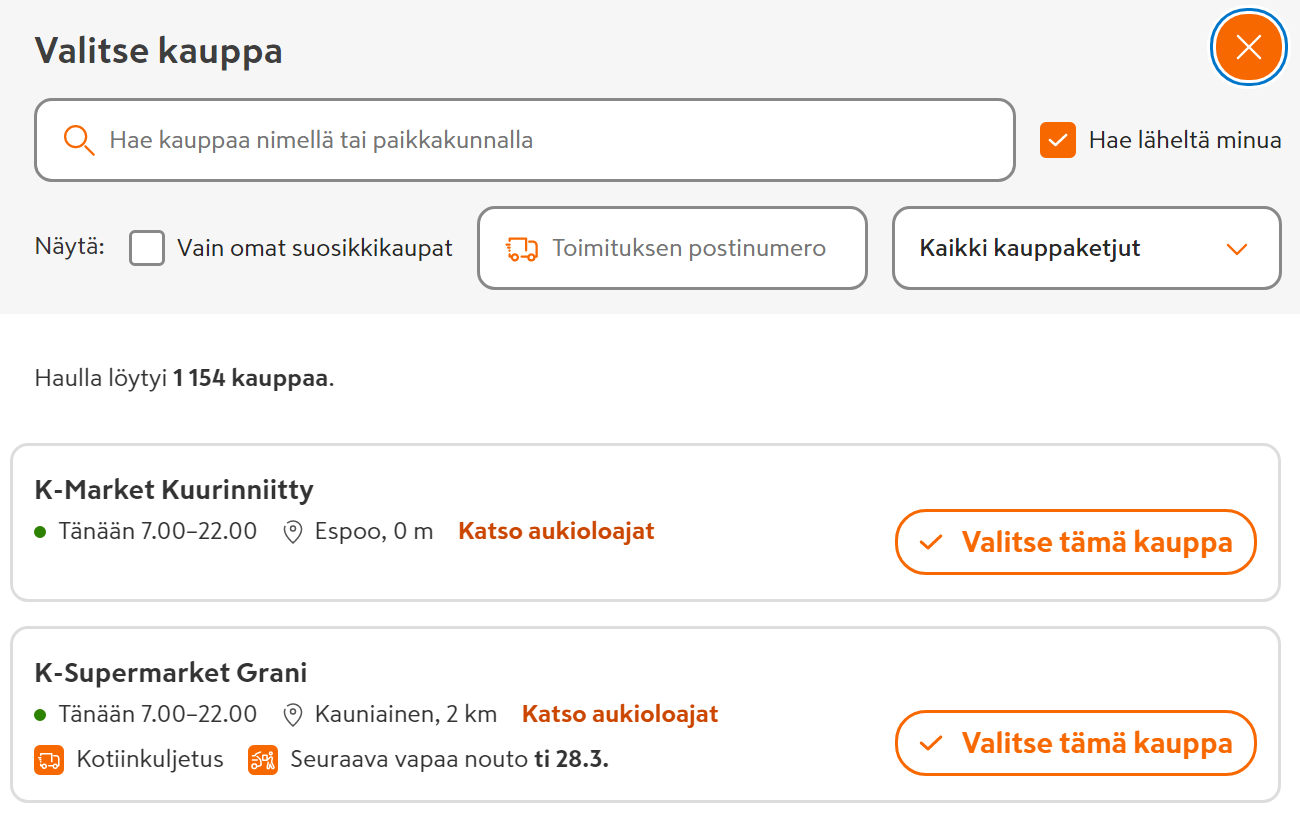 Valitse kauppa
Hae kauppaa nimellä tai paikkakunnalla
Hae läheltä minua
Näytä: Vain omat suosikkikaupat
Toimituksen postinumero
Kaikki kauppaketjut
Haulla löytyi 1 154 kauppaa.
K-Market Kuurinniitty
Tänään 7.00–22.00 Espoo, 0 m Katso aukioloajat
Valitse tämä kauppa
K-Supermarket Grani
Tänään 7.00–22.00 Kauniainen, 2 km Katso aukioloajat
Valitse tämä kauppa
Kotiinkuljetus Seuraava vapaa nouto ti 28.3.